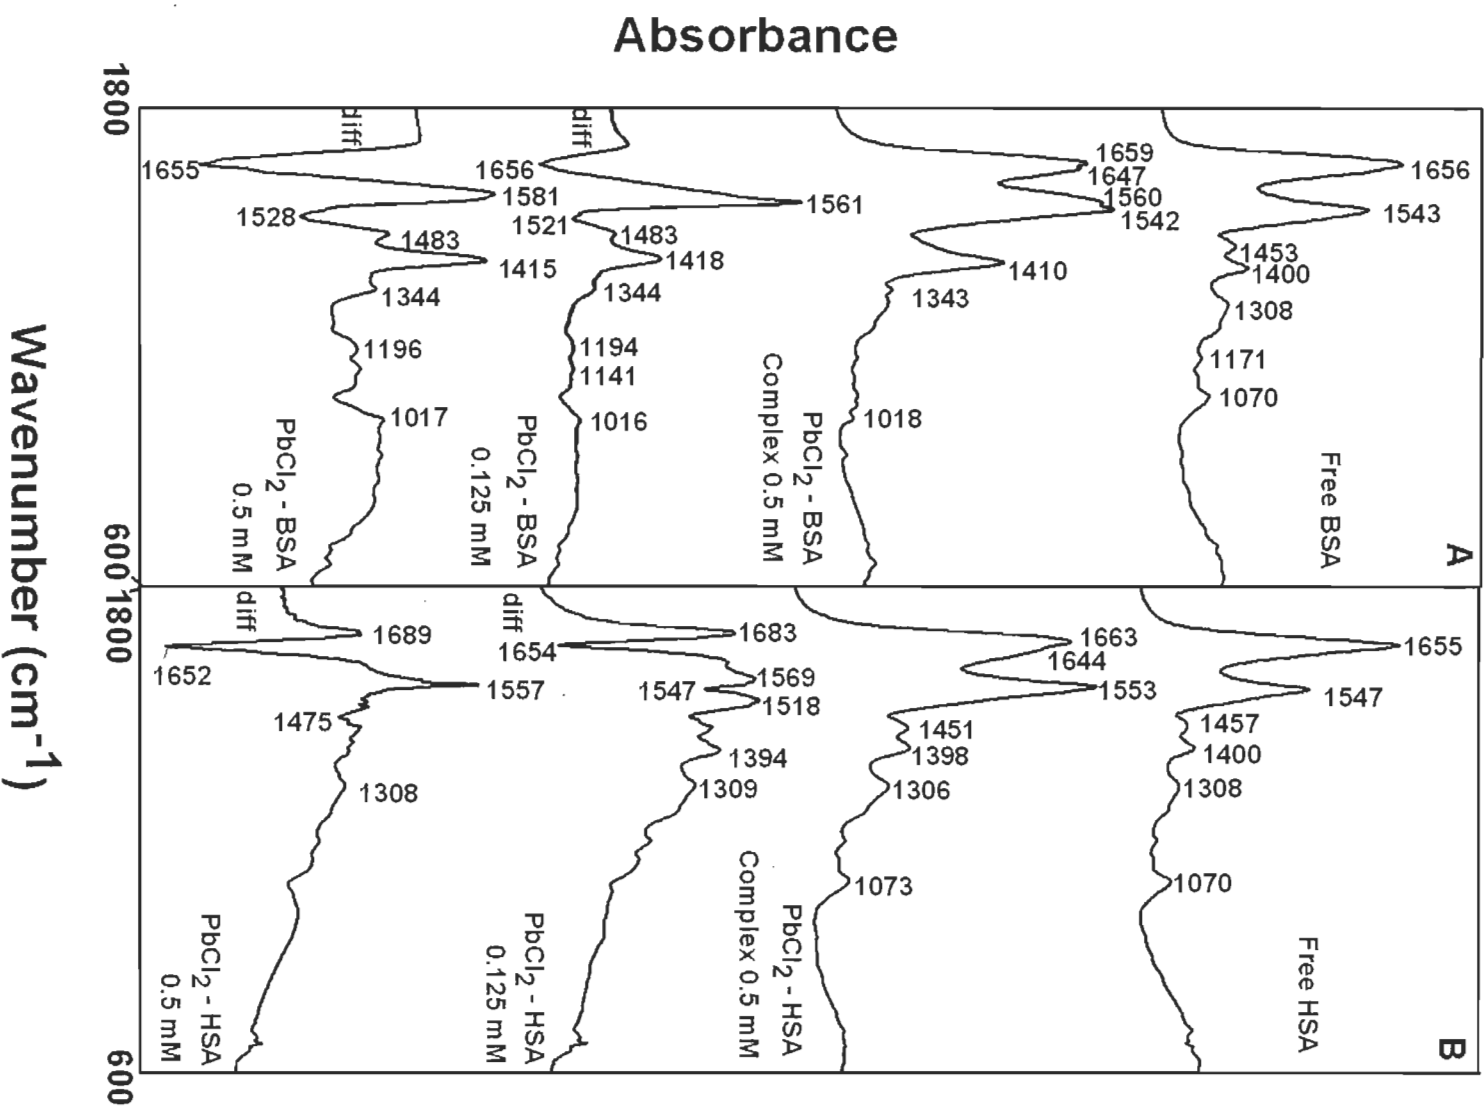 Absorbance
A
Free BSA
1656
1543
1453
1400
1308
1171
1070
PbCl2 - BSA
Complex 0.5 mM
1659
1647
1560
1542
1410
1343
1018
diff
PbCl2 - BSA
0.125 mM
1656
1561
1521
1483
1418
1344
1194
1141
1016
diff
PbCl2 - BSA
0.5 mM
1655
1581
1528
1483
1415
1344
1196
1017
1800
600
B
Free HSA
1655
1547
1457
1400
1308
1070
PbCl2 - HSA
Complex 0.5 mM
1663
1644
1553
1451
1398
1306
1073
diff
PbCl2 - HSA
0.125 mM
1683
1654
1569
1547
1518
1394
1309
diff
PbCl2 - HSA
0.5 mM
1689
1652
1557
1475
1308
1800
600
Wavenumber (cm-1)